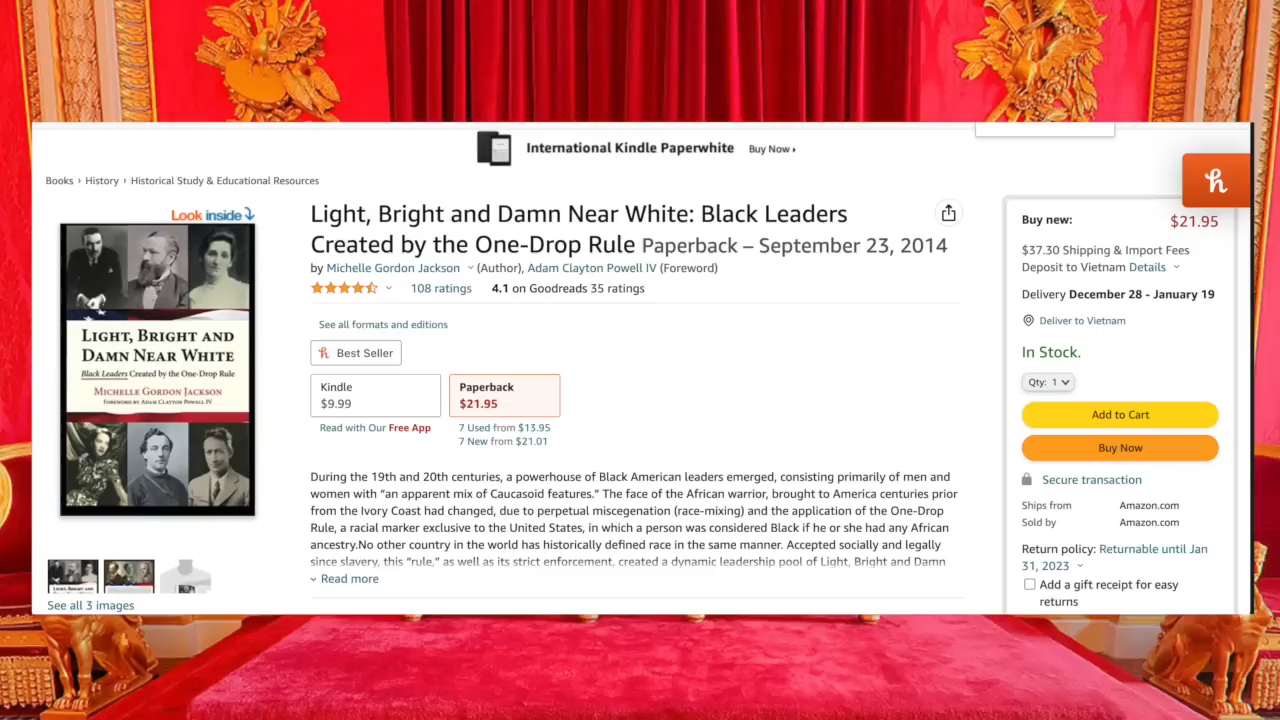 International Kindle Paperwhite Buy Now ▸
Books › History › Historical Study & Educational Resources
Look inside
LIGHT, BRIGHT AND
DAMN NEAR WHITE
Black Leaders Created by the One-Drop Rule
MICHELLE GORDON JACKSON
FOREWORD BY ADAM CLAYTON POWELL IV
See all 3 images
Light, Bright and Damn Near White: Black Leaders
Created by the One-Drop Rule Paperback – September 23, 2014
by Michelle Gordon Jackson (Author), Adam Clayton Powell IV (Foreword)
108 ratings 4.1 on Goodreads 35 ratings
See all formats and editions
Best Seller
Kindle
$9.99
Read with Our Free App
Paperback
$21.95
7 Used from $13.95
7 New from $21.01
During the 19th and 20th centuries, a powerhouse of Black American leaders emerged, consisting primarily of men and
women with “an apparent mix of Caucasoid features.” The face of the African warrior, brought to America centuries prior
from the Ivory Coast had changed, due to perpetual miscegenation (race-mixing) and the application of the One-Drop
Rule, a racial marker exclusive to the United States, in which a person was considered Black if he or she had any African
ancestry.No other country in the world has historically defined race in the same manner. Accepted socially and legally
since slavery, this “rule,” as well as its strict enforcement, created a dynamic leadership pool of Light, Bright and Damn
Read more
h
Buy new: $21.95
$37.30 Shipping & Import Fees
Deposit to Vietnam Details
Delivery December 28 - January 19
Deliver to Vietnam
In Stock.
Qty: 1
Add to Cart
Buy Now
Secure transaction
Ships from Amazon.com
Sold by Amazon.com
Return policy: Returnable until Jan
31, 2023
Add a gift receipt for easy
returns